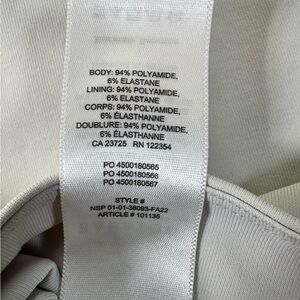 BODY: 94% POLYAMIDE,
6% ELASTANE
LINING: 94% POLYAMIDE,
6% ELASTANE
CORPS: 94% POLYAMIDE,
6% ÉLASTHANNE
DOUBLURE: 94% POLYAMIDE,
6% ÉLASTHANNE
CA 23725 RN 122354
PO 4500180565
PO 4500180566
PO 4500180567
STYLE #
NSP 01-01-38093-FA22
ARTICLE # 101136